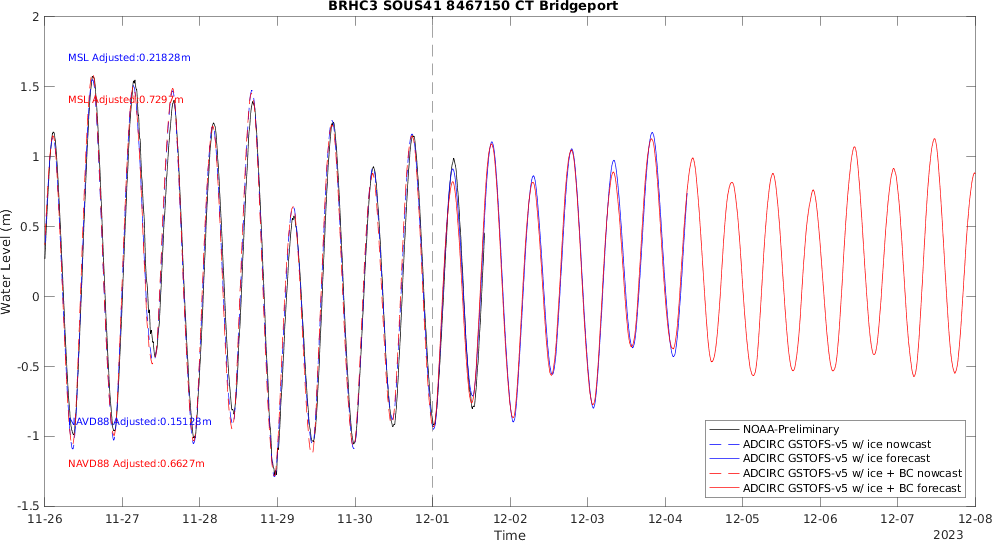 BRHC3 SOUS41 8467150 CT Bridgeport
MSL Adjusted:0.21828m
MSL Adjusted:0.7297m
NAVD88 Adjusted:0.15123m
NAVD88 Adjusted:0.6627m
Water Level (m)
2
1.5
1
0.5
0
-0.5
-1
-1.5
NOAA-Preliminary
ADCIRC GSTOFS-v5 w/ ice nowcast
ADCIRC GSTOFS-v5 w/ ice forecast
ADCIRC GSTOFS-v5 w/ ice + BC nowcast
ADCIRC GSTOFS-v5 w/ ice + BC forecast
11-26 11-27 11-28 11-29 11-30 12-01 12-02 12-03 12-04 12-05 12-06 12-07 12-08
Time
2023